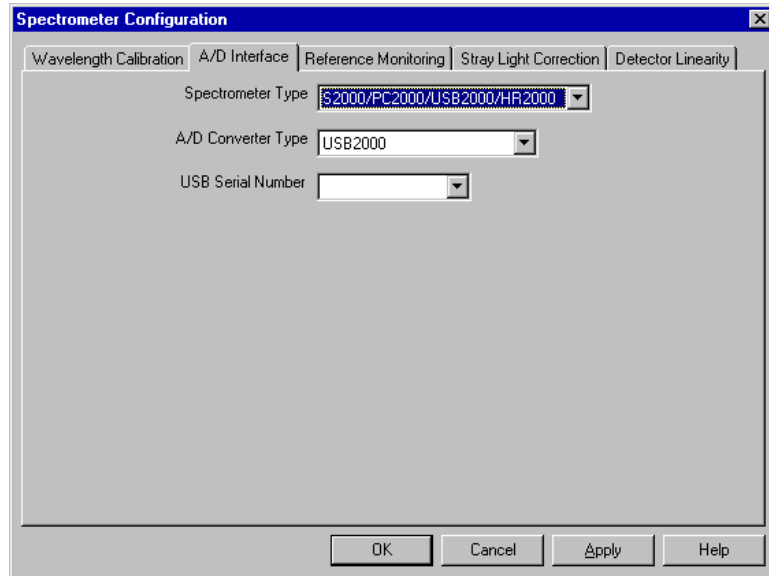 Spectrometer Configuration
Wavelength Calibration A/D Interface Reference Monitoring Stray Light Correction Detector Linearity
Spectrometer Type S2000/PC2000/USB2000/HR2000
A/D Converter Type USB2000
USB Serial Number
OK Cancel Apply Help